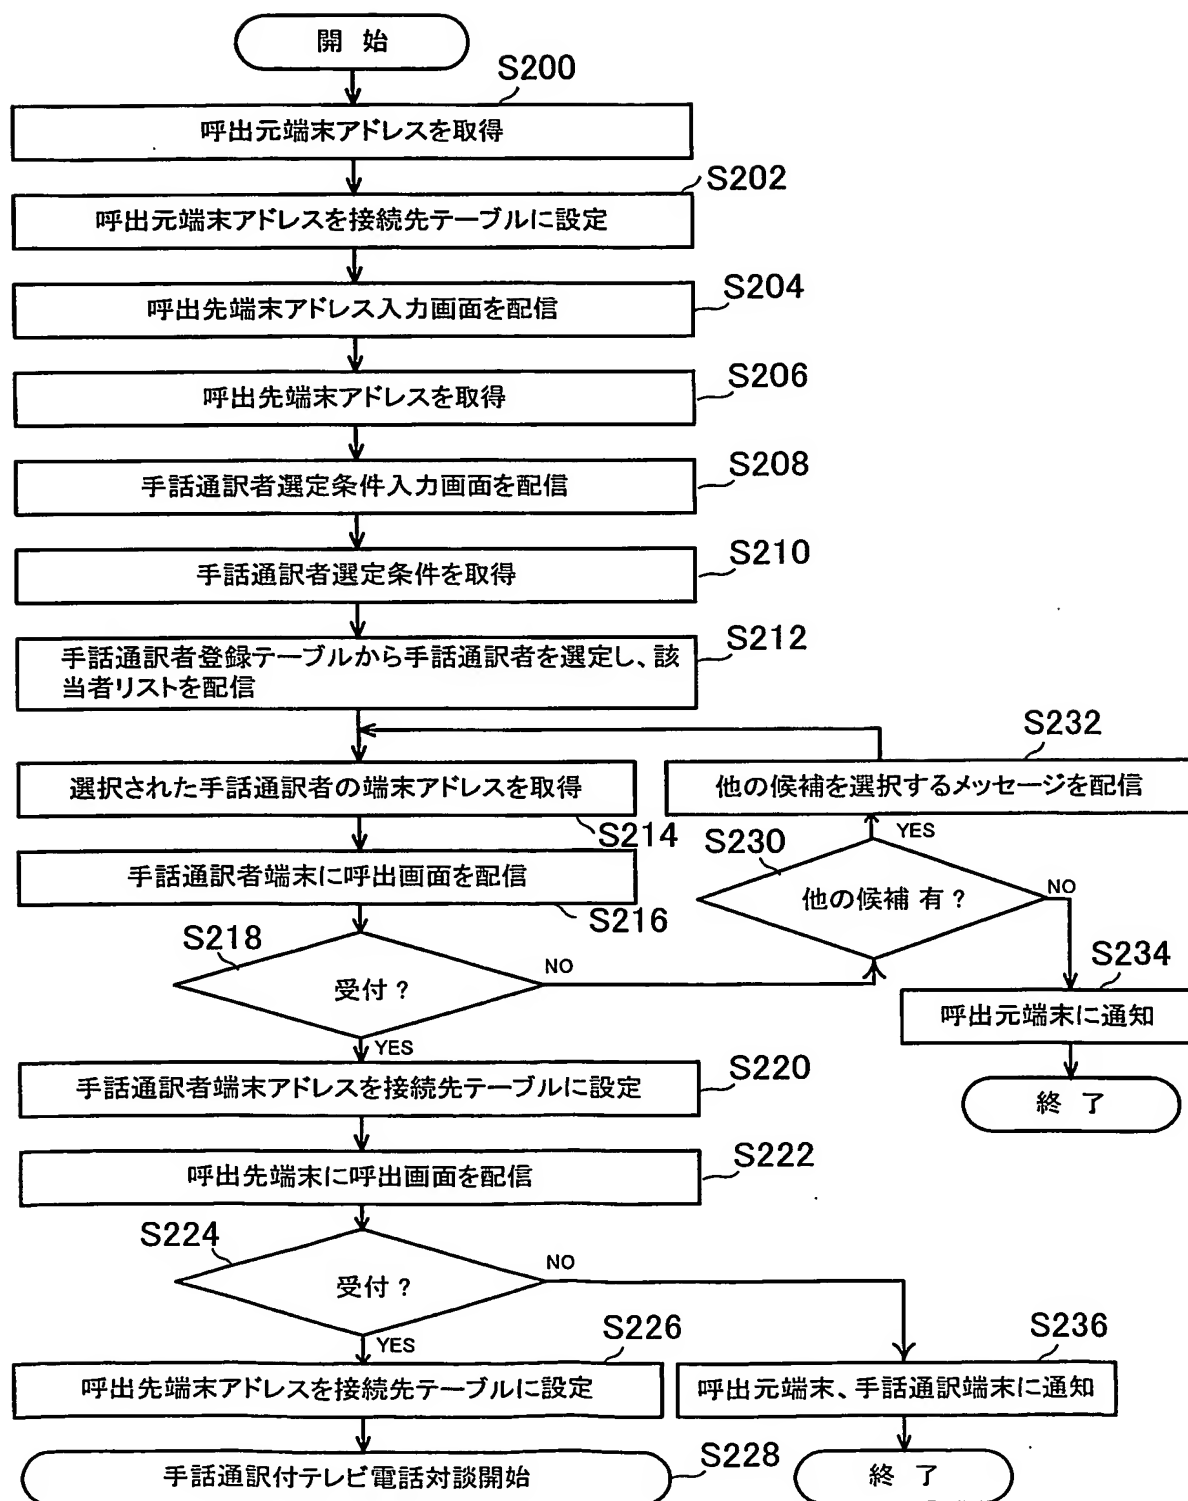 開 始
S200
呼出元端末アドレスを取得
S202
呼出元端末アドレスを接続先テーブルに設定
S204
呼出先端末アドレス入力画面を配信
S206
呼出先端末アドレスを取得
S208
手話通訳者選定条件入力画面を配信
S210
手話通訳者選定条件を取得
S212
手話通訳者登録テーブルから手話通訳者を選定し、該
当者リストを配信
S232
選択された手話通訳者の端末アドレスを取得
他の候補を選択するメッセージを配信
S214
S230
YES
手話通訳者端末に呼出画面を配信
他の候補 有 ?
NO
S216
S218
NO
受付 ?
S234
呼出元端末に通知
YES
S220
手話通訳者端末アドレスを接続先テーブルに設定
終 了
S222
呼出先端末に呼出画面を配信
S224
NO
受付 ?
YES
S226
S236
呼出先端末アドレスを接続先テーブルに設定
呼出元端末、手話通訳端末に通知
S228
手話通訳付テレビ電話対談開始
終 了